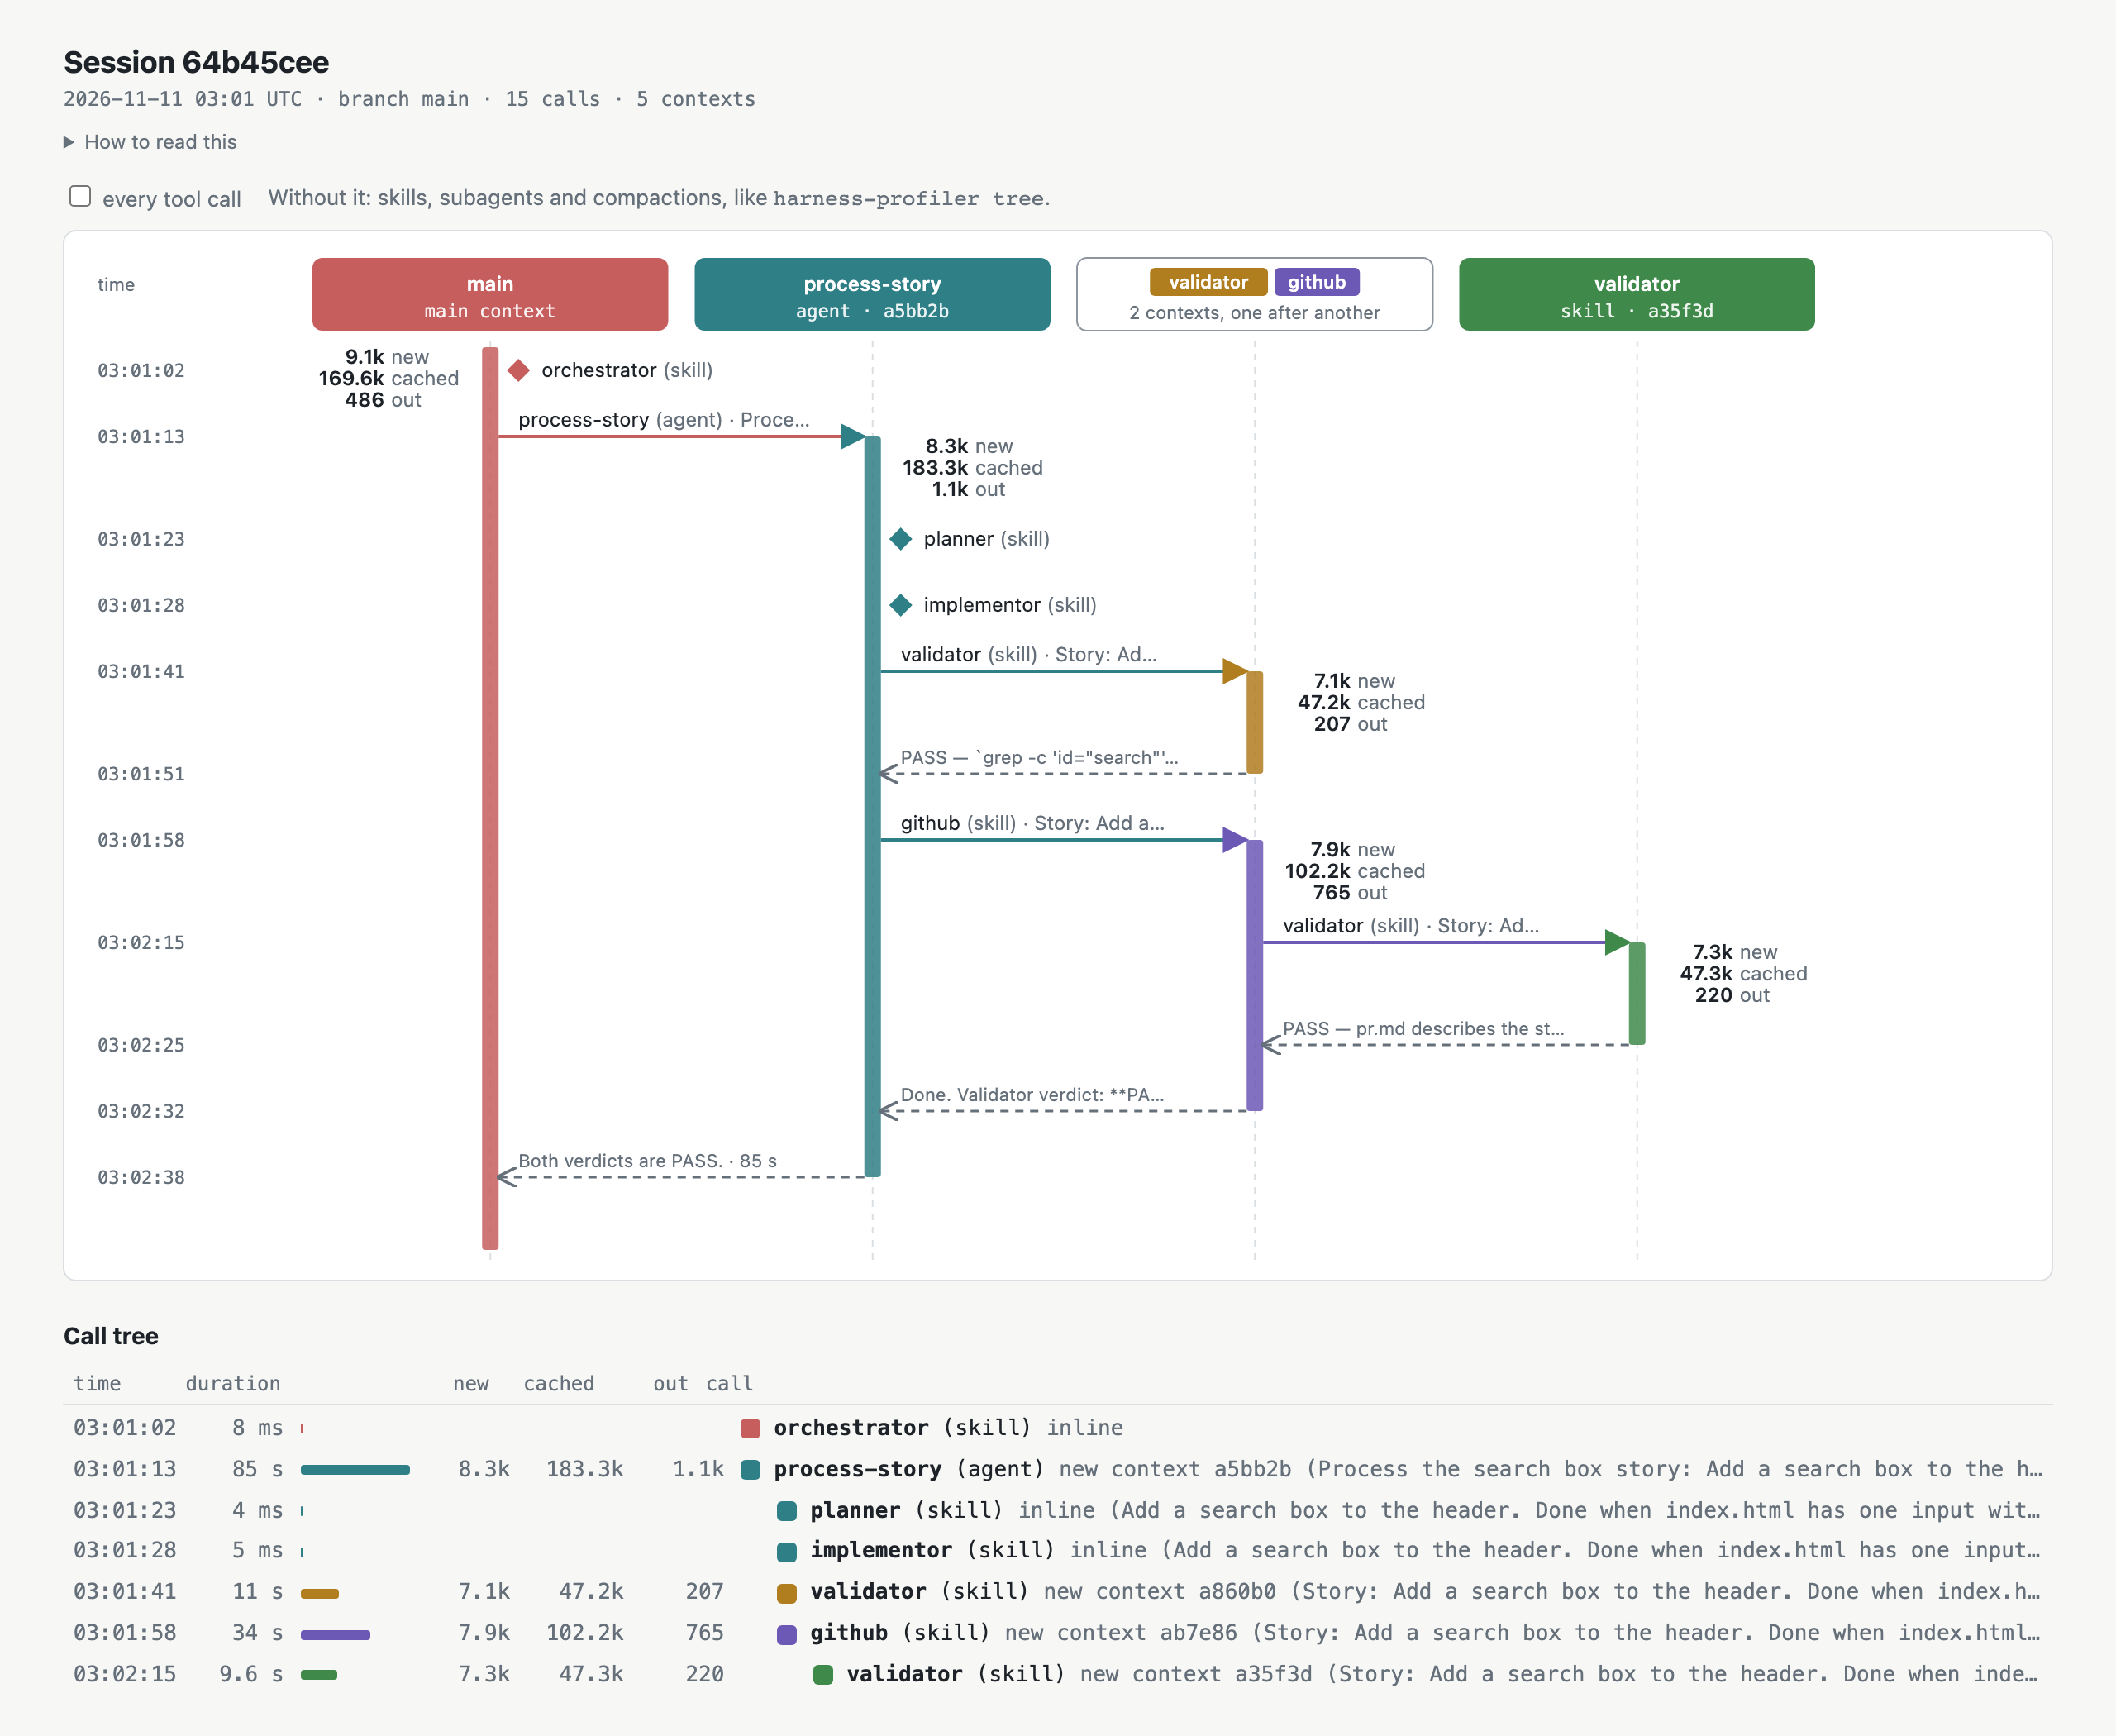 Session 64b45cee
2026-11-11 03:01 UTC · branch main · 15 calls · 5 contexts
▶ How to read this
every tool call Without it: skills, subagents and compactions, like harness-profiler tree.
time
main
main context
process-story
agent · a5bb2b
validator github
2 contexts, one after another
validator
skill · a35f3d
9.1k new
03:01:02 169.6k cached orchestrator (skill)
486 out
process-story (agent) · Proce…
03:01:13
8.3k new
183.3k cached
1.1k out
03:01:23 planner (skill)
03:01:28 implementor (skill)
validator (skill) · Story: Ad…
03:01:41
7.1k new
47.2k cached
207 out
PASS — `grep -c 'id="search"'…
03:01:51
github (skill) · Story: Add a…
03:01:58
7.9k new
102.2k cached
765 out
validator (skill) · Story: Ad…
03:02:15
7.3k new
47.3k cached
220 out
PASS — pr.md describes the st…
03:02:25
Done. Validator verdict: **PA…
03:02:32
Both verdicts are PASS. · 85 s
03:02:38
Call tree
time duration new cached out call
03:01:02 8 ms orchestrator (skill) inline
03:01:13 85 s 8.3k 183.3k 1.1k process-story (agent) new context a5bb2b (Process the search box story: Add a search box to the h…
03:01:23 4 ms planner (skill) inline (Add a search box to the header. Done when index.html has one input wit…
03:01:28 5 ms implementor (skill) inline (Add a search box to the header. Done when index.html has one input…
03:01:41 11 s 7.1k 47.2k 207 validator (skill) new context a860b0 (Story: Add a search box to the header. Done when index.h…
03:01:58 34 s 7.9k 102.2k 765 github (skill) new context ab7e86 (Story: Add a search box to the header. Done when index.html…
03:02:15 9.6 s 7.3k 47.3k 220 validator (skill) new context a35f3d (Story: Add a search box to the header. Done when inde…